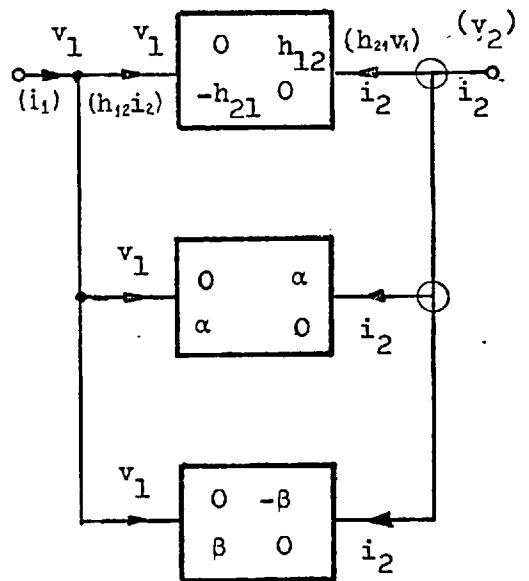 v₁ v₁ (h₂₁v₁) (v₂)
0 h₁₂
(i₁) (h₁₂i₂) i₂ i₂
-h₂₁ 0
v₁
0 α
α 0
i₂
v₁
0 -β
β 0
i₂